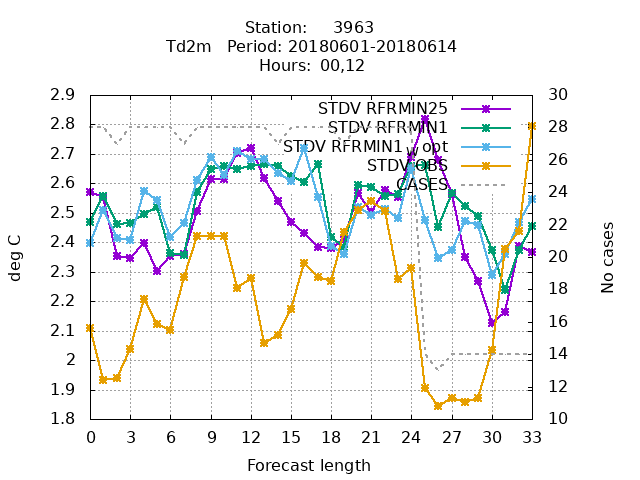 Station: 3963
Td2m Period: 20180601-20180614
Hours: 00,12
2.9
2.8
2.7
2.6
2.5
2.4
2.3
2.2
2.1
2
1.9
1.8
deg C
STDV RFRMIN25
STDV RFRMIN1
STDV RFRMIN1_opt
STDV OBS
CASES
30
28
26
24
22
20
18
16
14
12
10
No cases
0 3 6 9 12 15 18 21 24 27 30 33
Forecast length